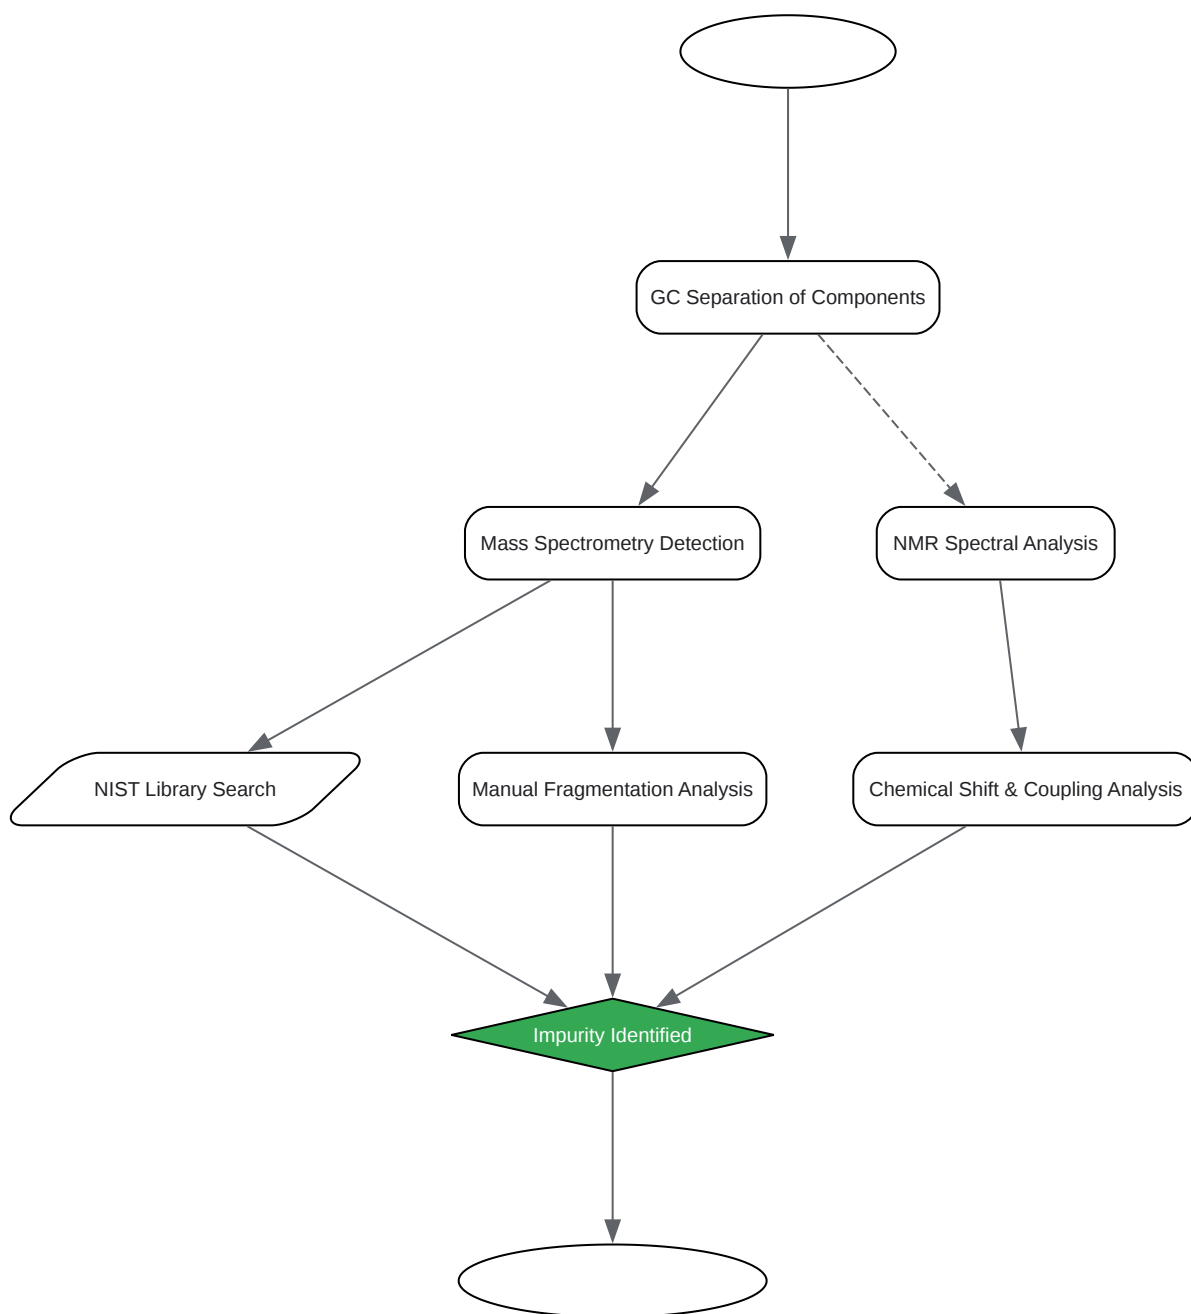 GC Separation of Components
Mass Spectrometry Detection
NMR Spectral Analysis
NIST Library Search
Manual Fragmentation Analysis
Chemical Shift & Coupling Analysis
Impurity Identified